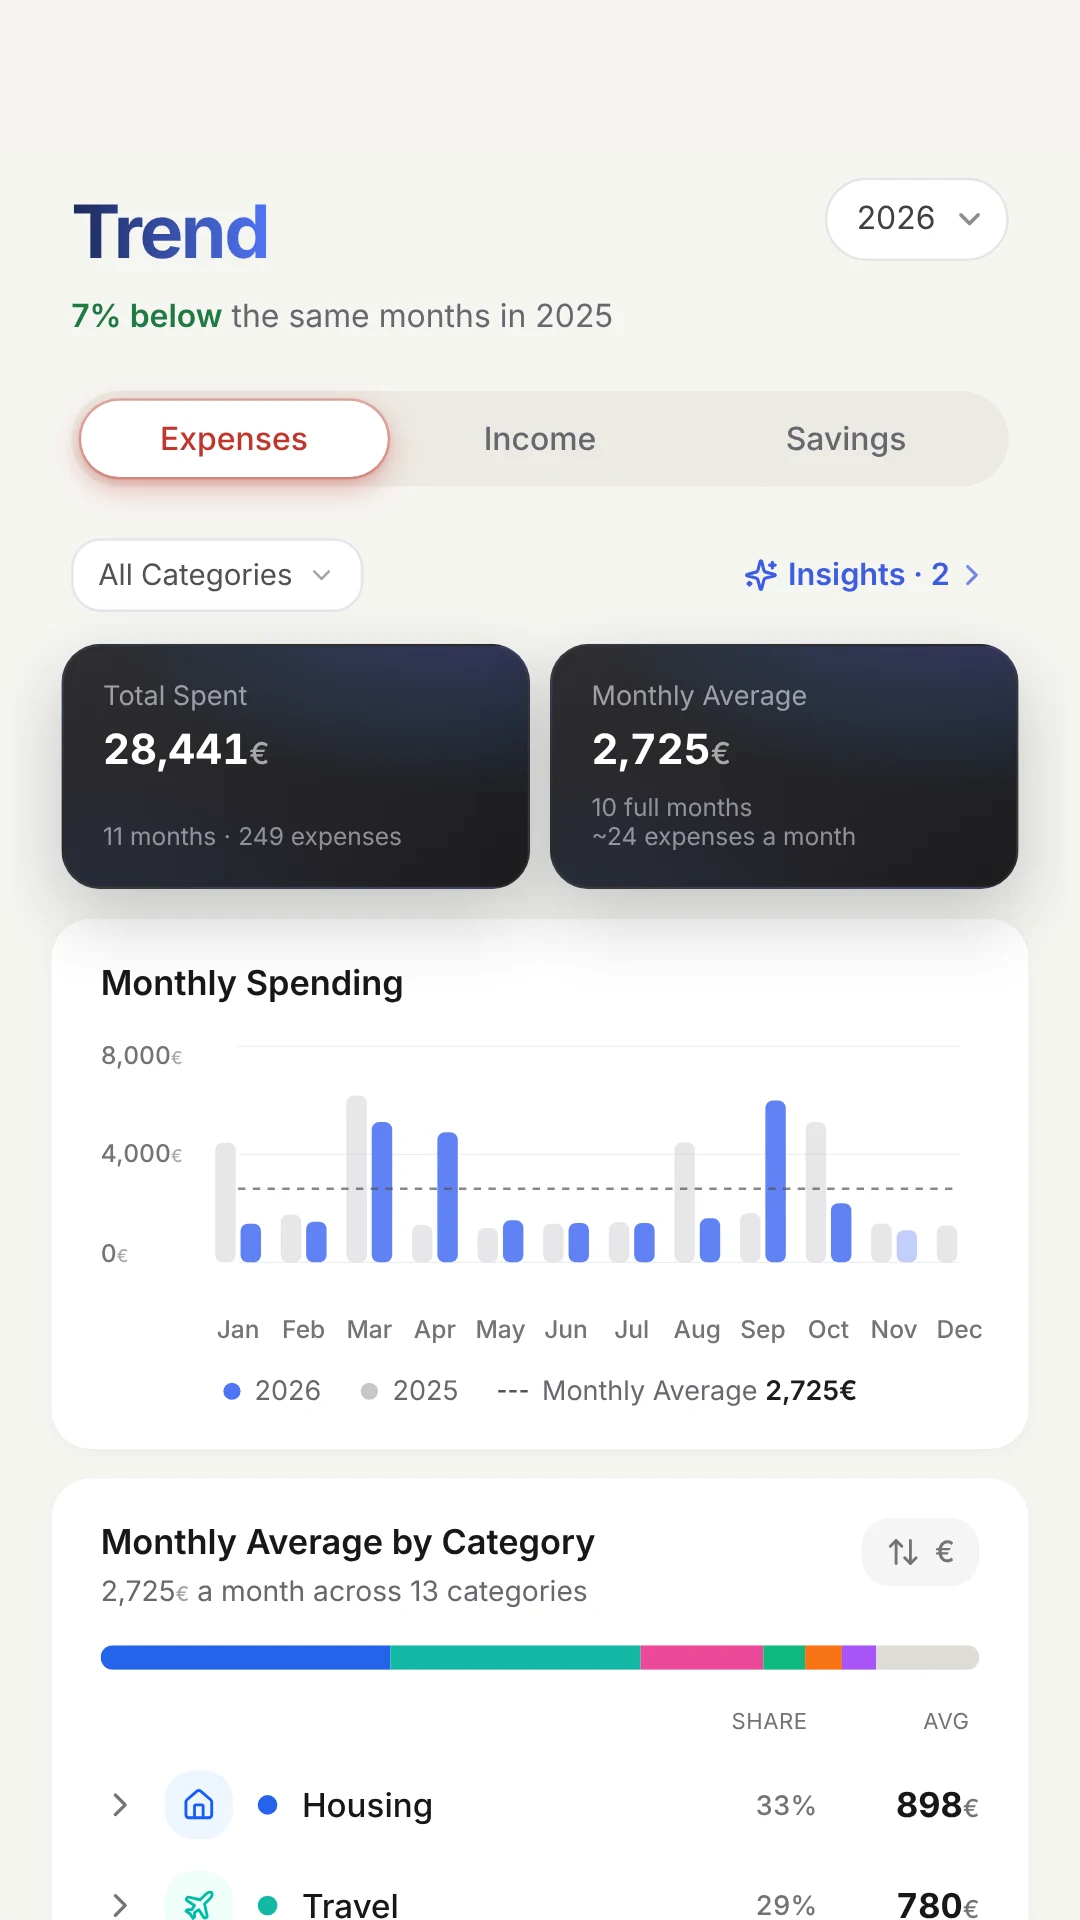 Trend
2026
7% below the same months in 2025
Expenses
Income
Savings
All Categories
Insights · 2
Total Spent
28,441€
11 months · 249 expenses
Monthly Average
2,725€
10 full months
~24 expenses a month
Monthly Spending
8,000€
4,000€
0€
Jan Feb Mar Apr May Jun Jul Aug Sep Oct Nov Dec
2026 2025 --- Monthly Average 2,725€
Monthly Average by Category
€
2,725€ a month across 13 categories
SHARE AVG
Housing 33% 898€
Travel 29% 780€